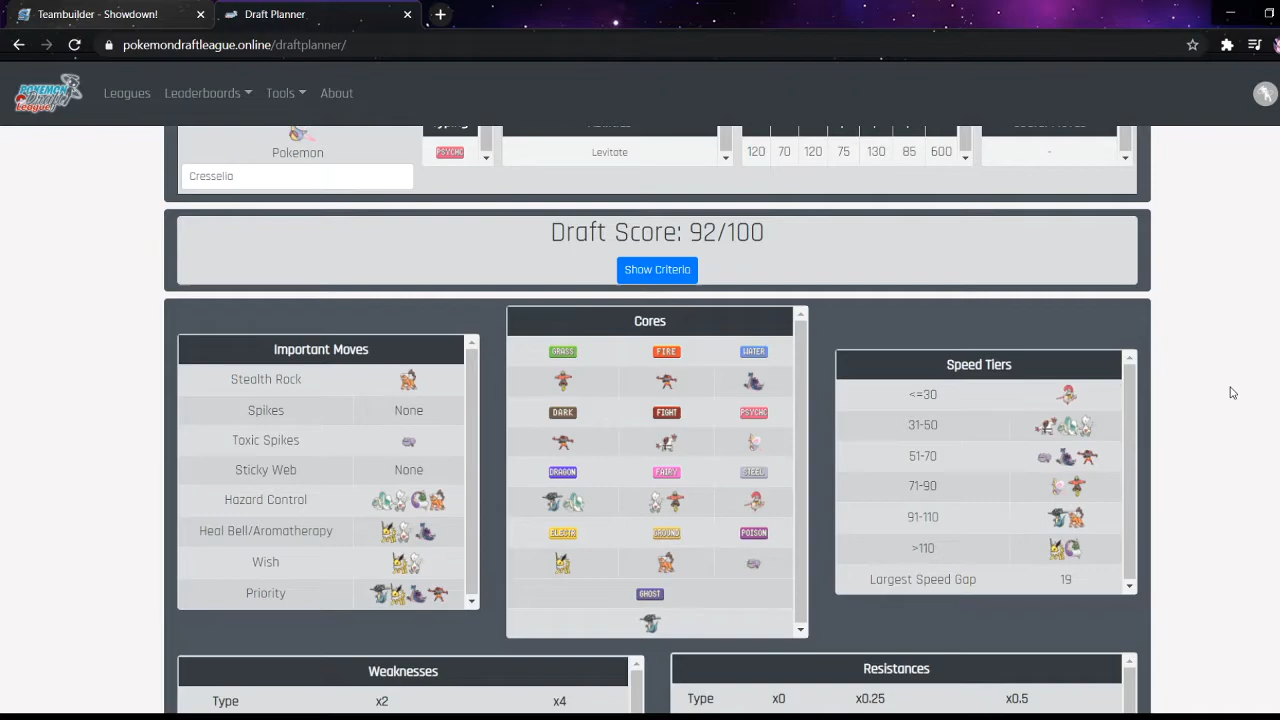 Teambuilder - Showdown!
Draft Planner
pokemondraftleague.online/draftplanner/
POKEMON
League!
Leagues
Leaderboards
Tools
About
Pokemon
PSYCHC
Levitate
120 70 120 75 130 85 600
-
Cresselia
Draft Score: 92/100
Show Criteria
Important Moves
Stealth Rock
Spikes None
Toxic Spikes
Sticky Web None
Hazard Control
Heal Bell/Aromatherapy
Wish
Priority
Cores
GRASS FIRE WATER
DARK FIGHT PSYCHC
DRAGON FAIRY STEEL
ELECTR GROUND POISON
GHOST
Speed Tiers
<=30
31-50
51-70
71-90
91-110
>110
Largest Speed Gap 19
Weaknesses
Type x2 x4
Resistances
Type x0 x0.25 x0.5